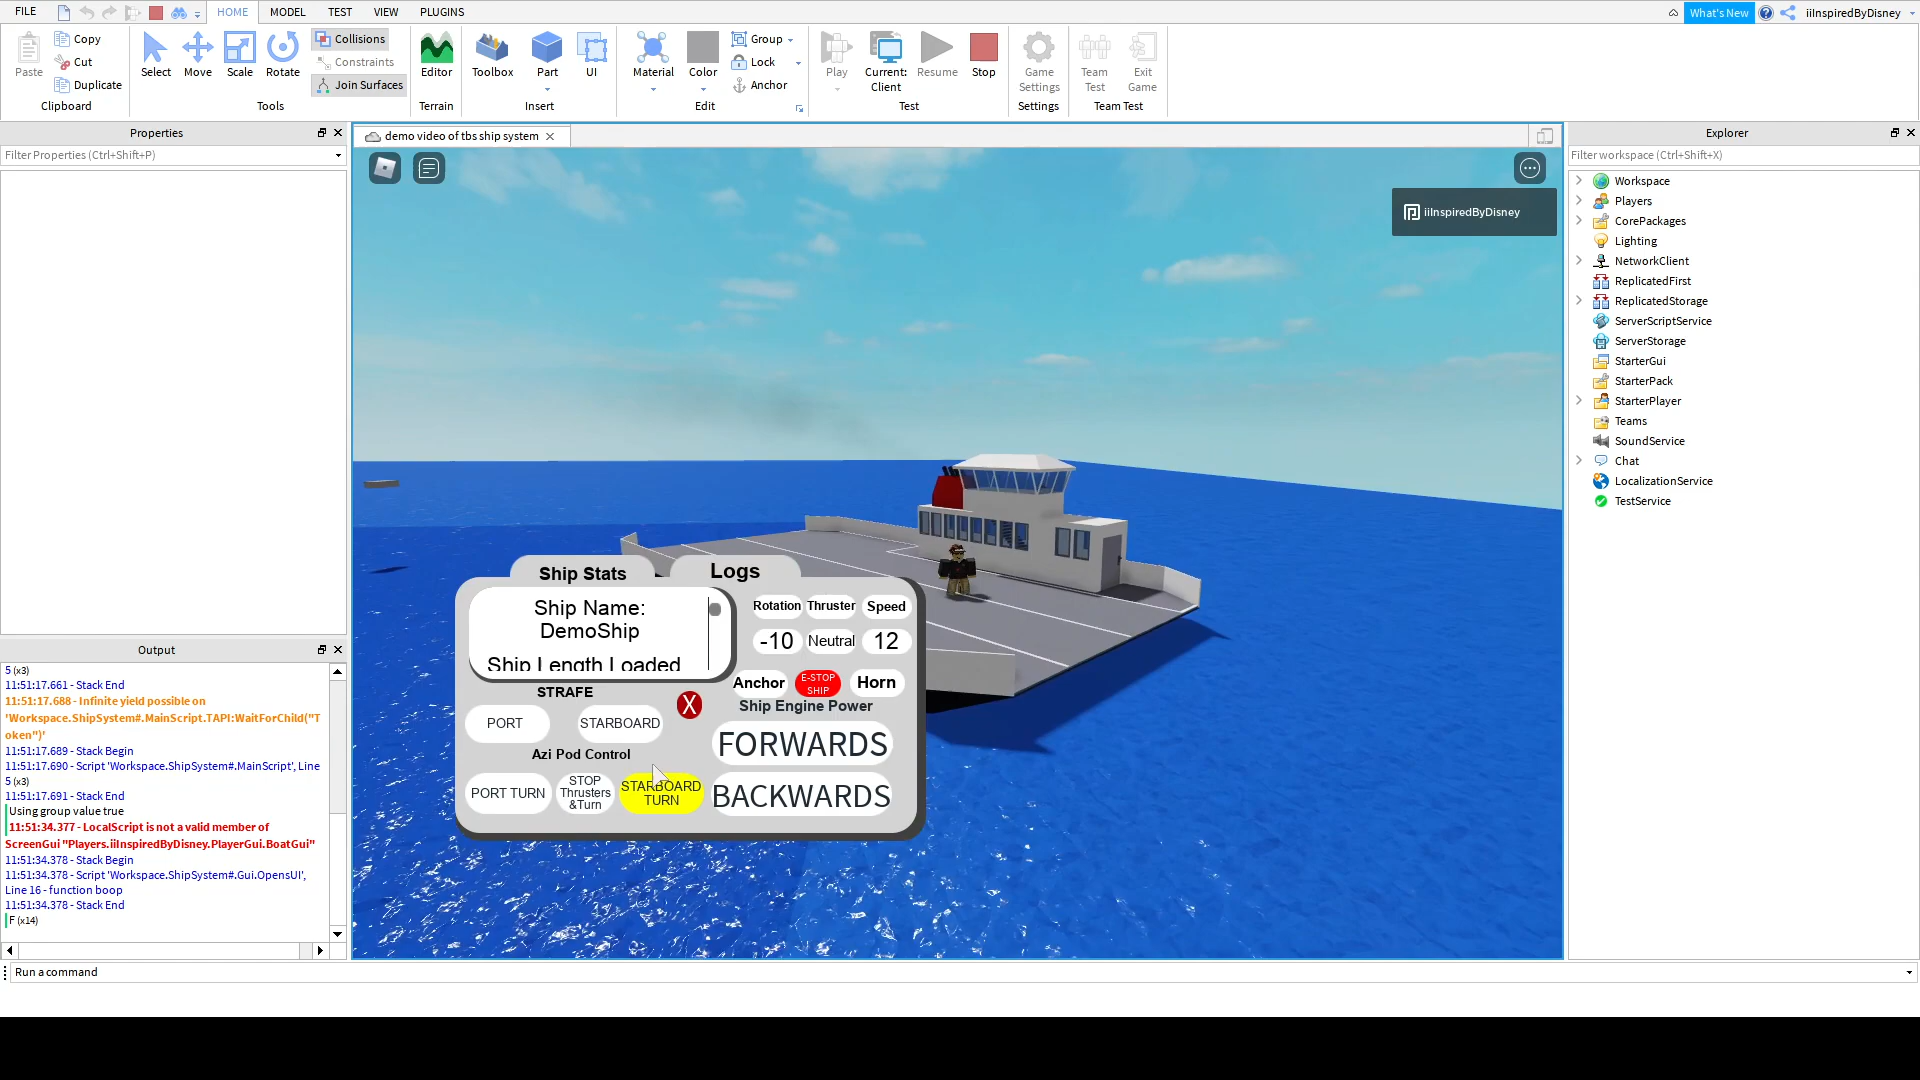 FILE
HOME
MODEL
TEST
VIEW
PLUGINS
What's New
iiInspiredByDisney
Paste
Copy
Cut
Duplicate
Clipboard
Select
Move
Scale
Rotate
Collisions
Constraints
Join Surfaces
Tools
Editor
Terrain
Toolbox
Part
UI
Insert
Material
Color
Group
Lock
Anchor
Edit
Play
Current:
Client
Resume
Stop
Test
Game
Settings
Settings
Team
Test
Exit
Game
Team Test
Properties
Filter Properties (Ctrl+Shift+P)
demo video of tbs ship system
iiInspiredByDisney
Explorer
Filter workspace (Ctrl+Shift+X)
Workspace
Players
CorePackages
Lighting
NetworkClient
ReplicatedFirst
ReplicatedStorage
ServerScriptService
ServerStorage
StarterGui
StarterPack
StarterPlayer
Teams
SoundService
Chat
LocalizationService
TestService
Output
5 (x3)
11:51:17.661 - Stack End
11:51:17.688 - Infinite yield possible on
'Workspace.ShipSystem#.MainScript.TAPI:WaitForChild("T
oken")'
11:51:17.689 - Stack Begin
11:51:17.690 - Script 'Workspace.ShipSystem#.MainScript', Line
5 (x3)
11:51:17.691 - Stack End
Using group value true
11:51:34.377 - LocalScript is not a valid member of
ScreenGui "Players.iiInspiredByDisney.PlayerGui.BoatGui"
11:51:34.378 - Stack Begin
11:51:34.378 - Script 'Workspace.ShipSystem#.Gui.OpensUI',
Line 16 - function boop
11:51:34.378 - Stack End
F (x14)
Ship Stats
Logs
Ship Name:
DemoShip
Ship Length Loaded
Rotation
Thruster
Speed
-10
Neutral
12
Anchor
E-STOP
SHIP
Horn
STRAFE
X
Ship Engine Power
PORT
STARBOARD
FORWARDS
Azi Pod Control
PORT TURN
STOP
Thrusters
&Turn
STARBOARD
TURN
BACKWARDS
Run a command